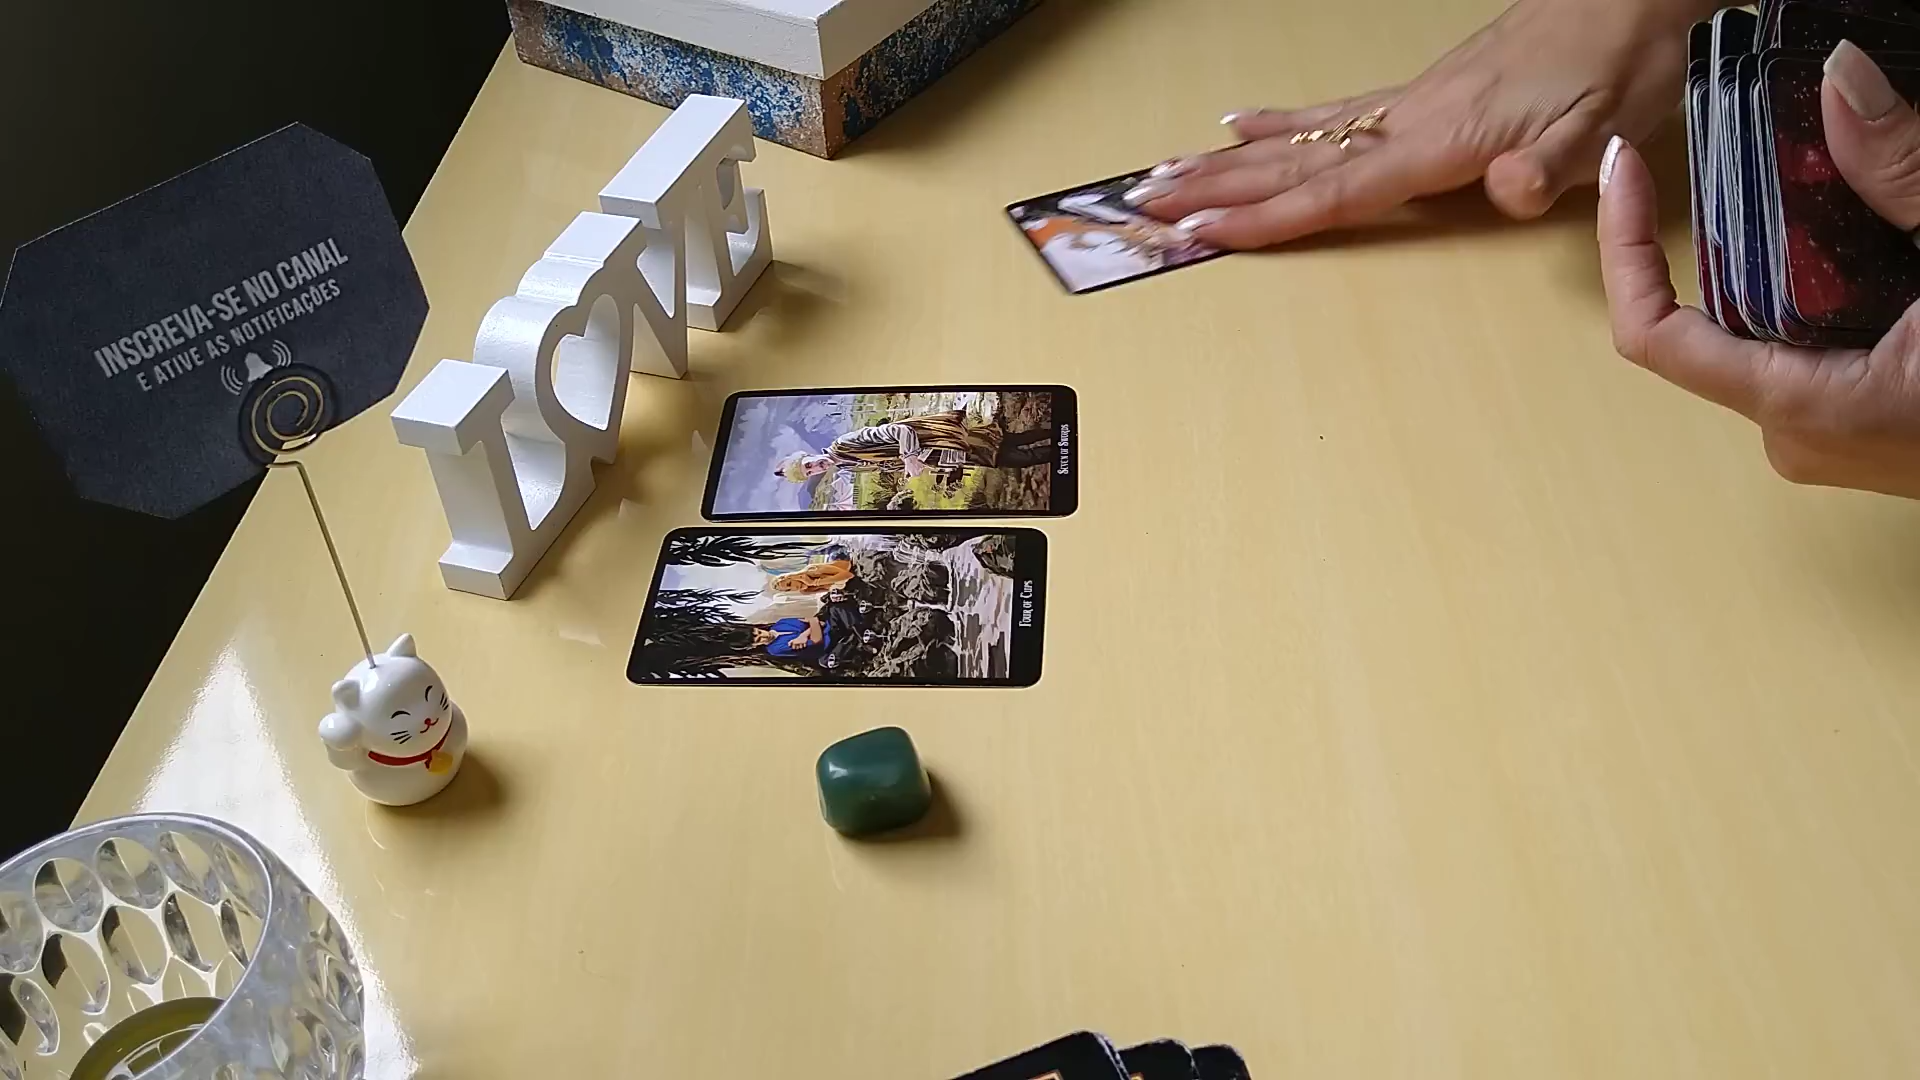 INSCREVA-SE NO CANAL
E ATIVE AS NOTIFICAÇÕES
LOVE
SEVEN OF SWORDS
FOUR OF CUPS